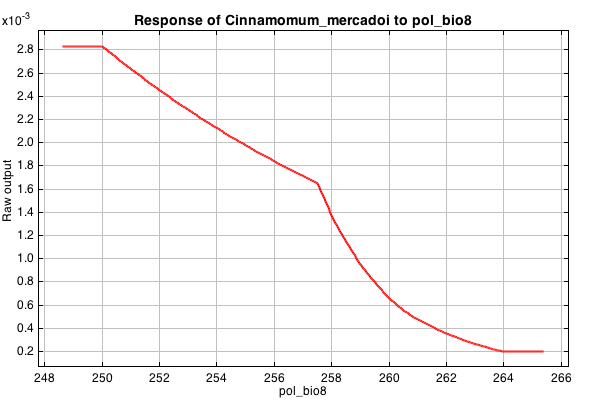 Response of Cinnamomum_mercadoi to pol_bio8
x10-3
2.8
2.6
2.4
2.2
2.0
1.8
1.6
1.4
1.2
1.0
0.8
0.6
0.4
0.2
Raw output
248 250 252 254 256 258 260 262 264 266
pol_bio8